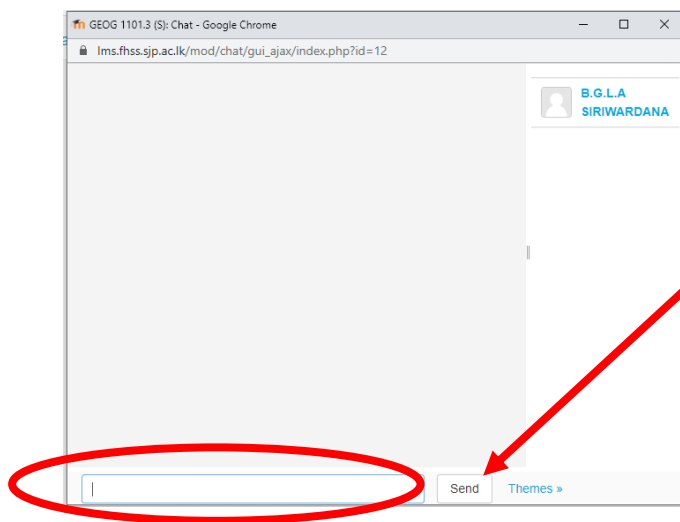 GEOG 1101.3 (S): Chat - Google Chrome
lms.fhss.sjp.ac.lk/mod/chat/gui_ajax/index.php?id=12
B.G.L.A
SIRIWARDANA
Send
Themes »